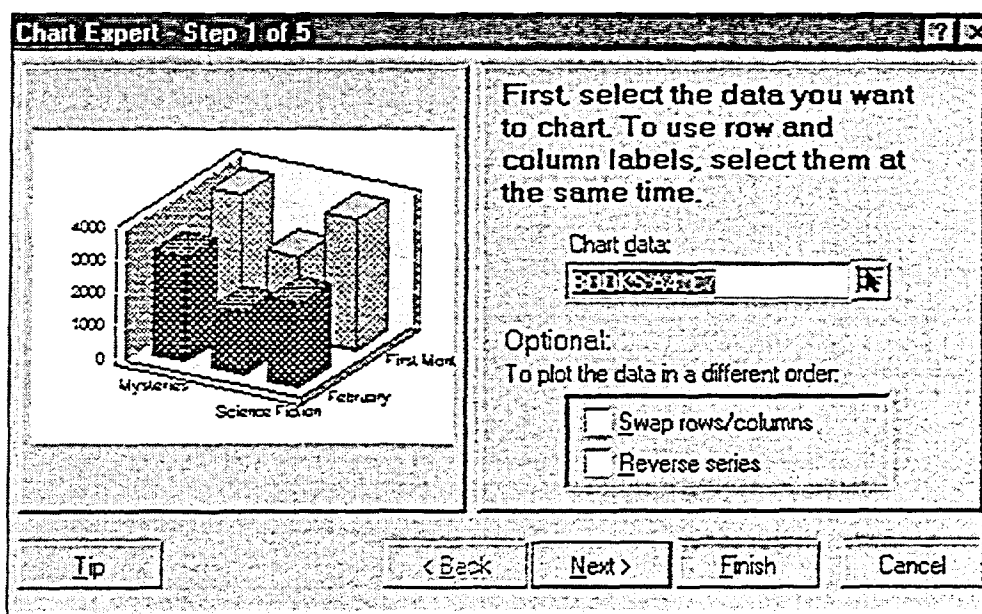 Chart Expert - Step 1 of 5
First, select the data you want
to chart. To use row and
column labels, select them at
the same time.
Chart data:
Optional:
To plot the data in a different order:
Swap rows/columns
Reverse series
4000
3000
2000
1000
0
Mysteries
Science Fiction
February
First Mont
Tip
< Back
Next >
Finish
Cancel